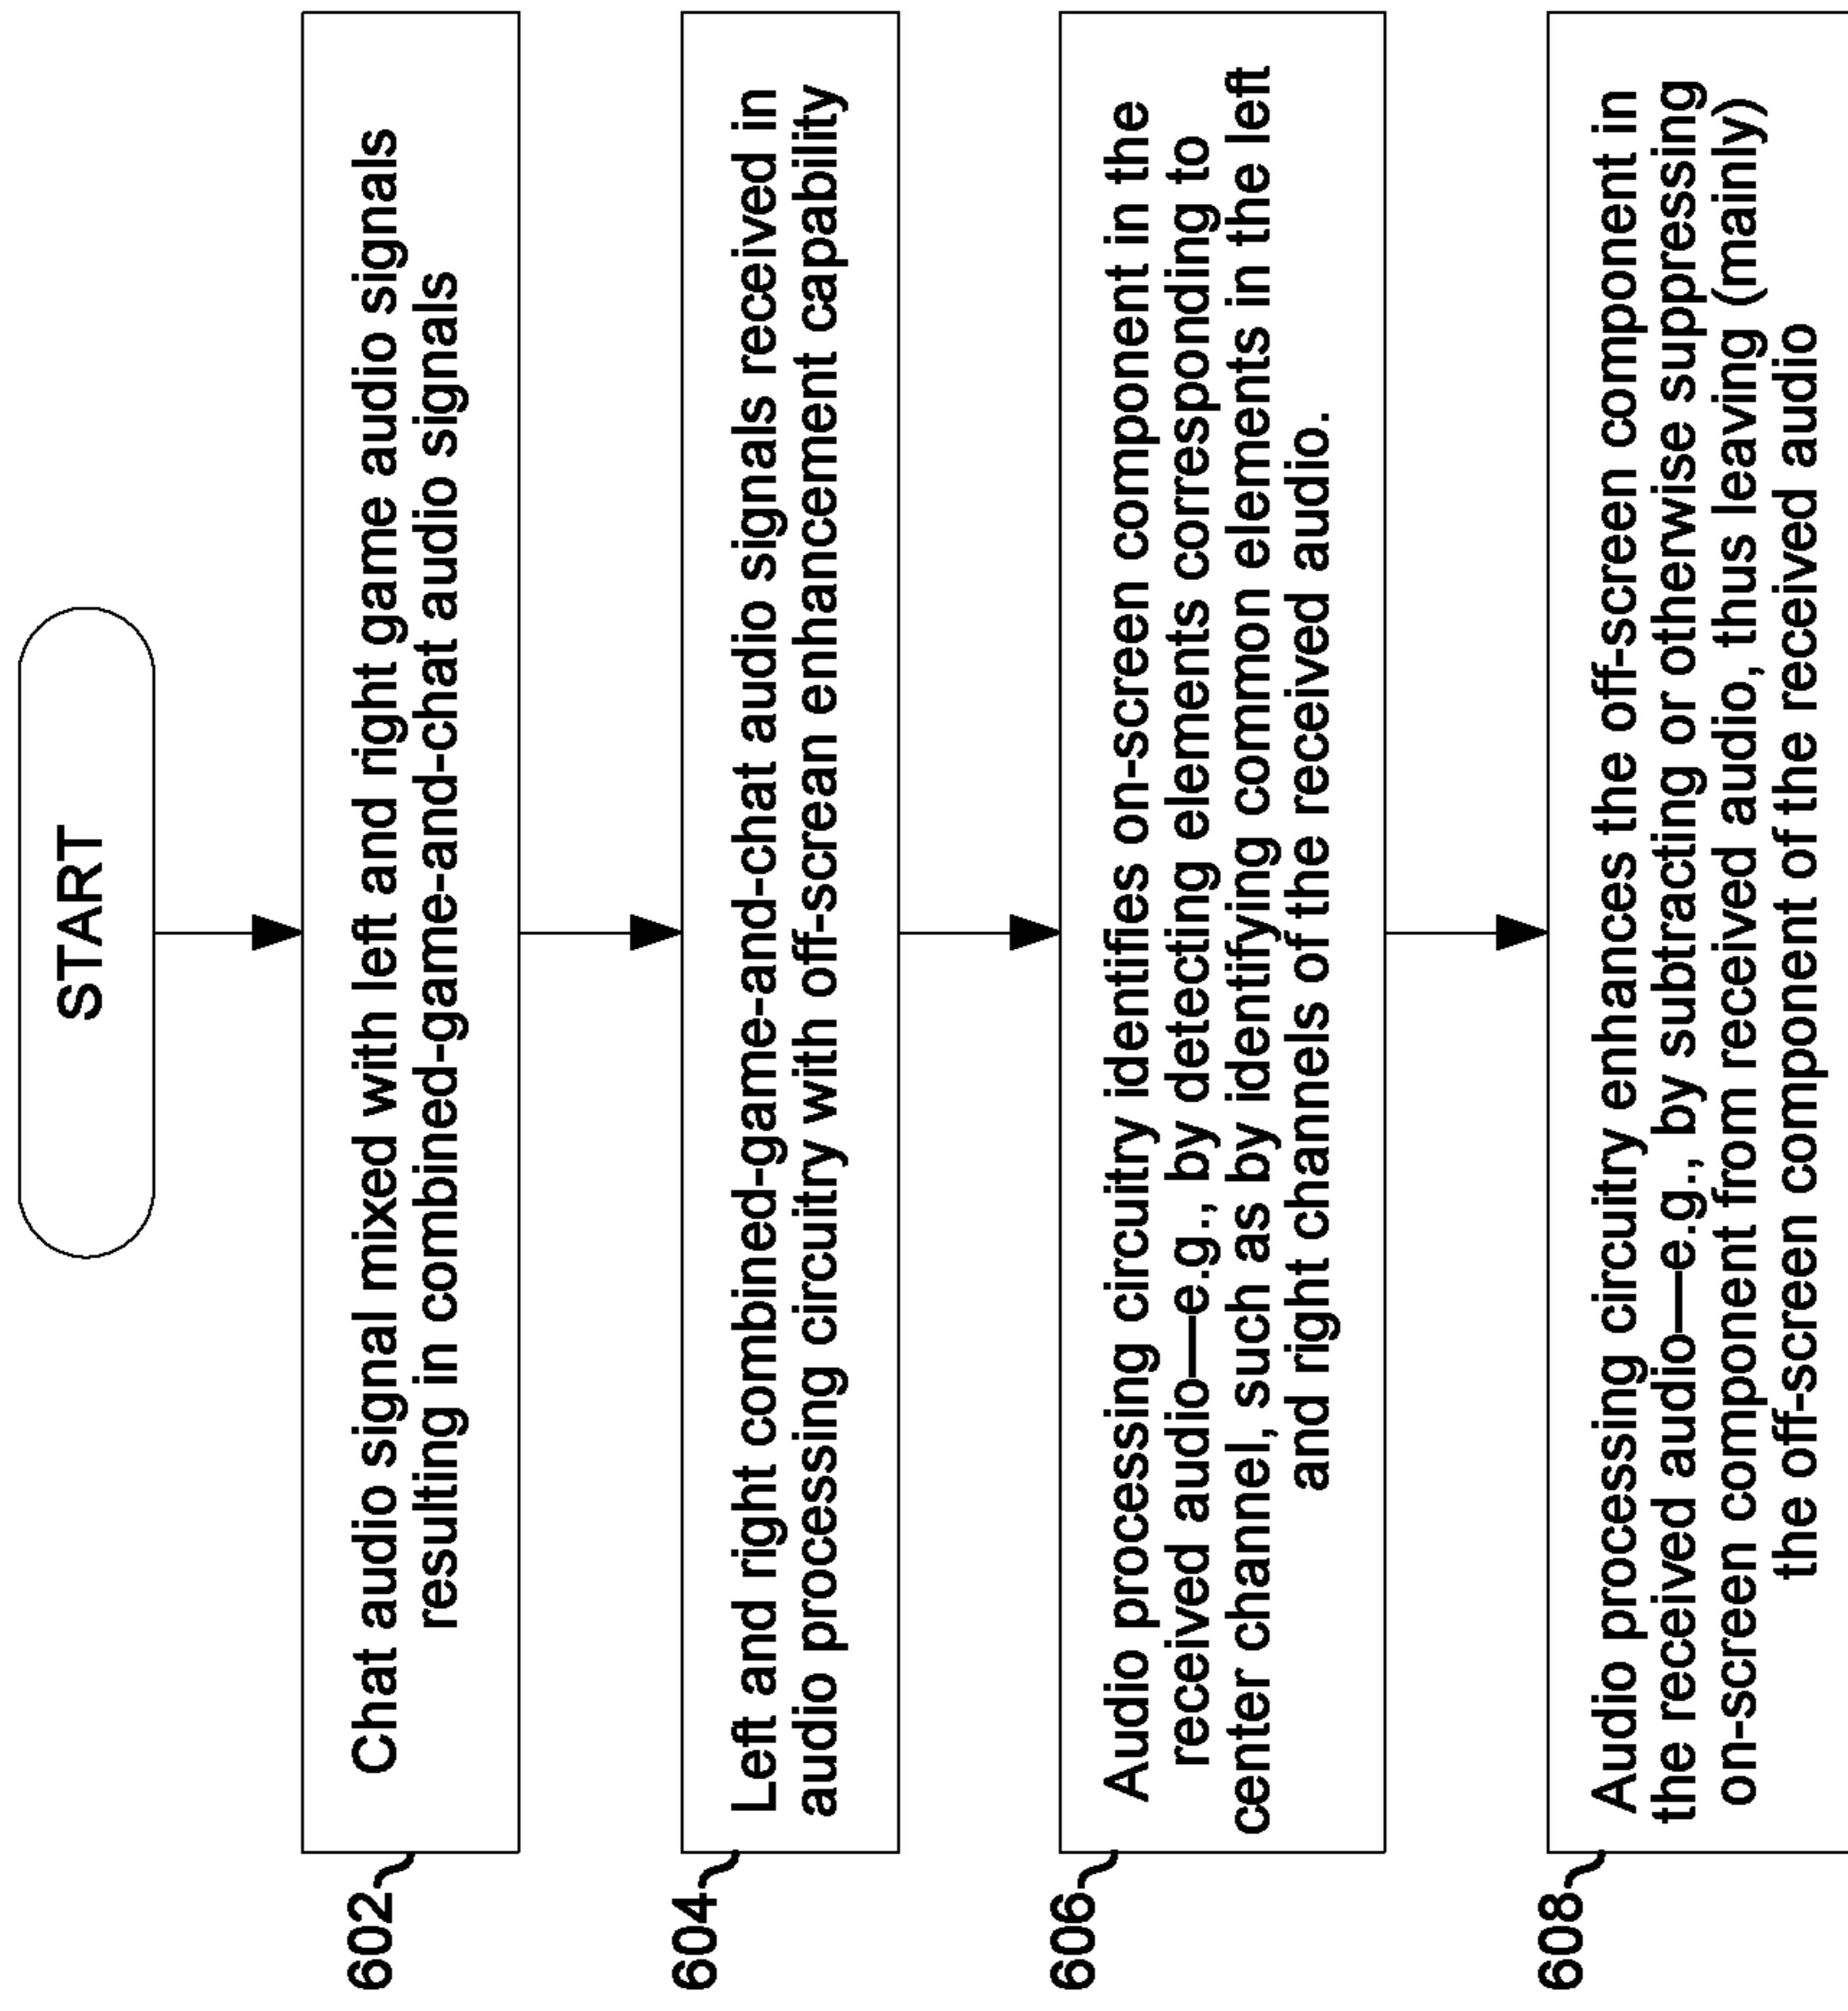 START
602
Chat audio signal mixed with left and right game audio signals
resulting in combined-game-and-chat audio signals
604
Left and right combined-game-and-chat audio signals received in
audio processing circuitry with off-screan enhancement capability
606
Audio processing circuitry identifies on-screen component in the
received audio—e.g., by detecting elements corresponding to
center channel, such as by identifying common elements in the left
and right channels of the received audio.
608
Audio processing circuitry enhances the off-screen component in
the received audio—e.g., by subtracting or otherwise suppressing
on-screen component from received audio, thus leaving (mainly)
the off-screen component of the received audio